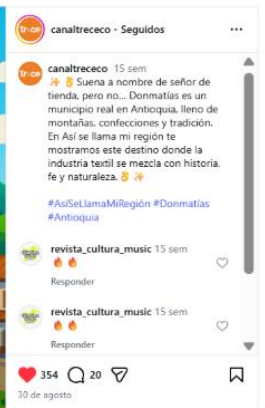 canaltrececo · Seguidos
canaltrececo 15 sem
✨ ✌ Suena a nombre de señor de
tienda, pero no... Donmatías es un
municipio real en Antioquia, lleno de
montañas, confecciones y tradición.
En Así se llama mi región te
mostramos este destino donde la
industria textil se mezcla con historia,
fe y naturaleza. ✌ ✨
#AsíSeLlamaMiRegión #Donmatías
#Antioquia
revista_cultura_music 15 sem
🔥 🔥
Responder
revista_cultura_music 15 sem
🔥 🔥
Responder
354 20
30 de agosto